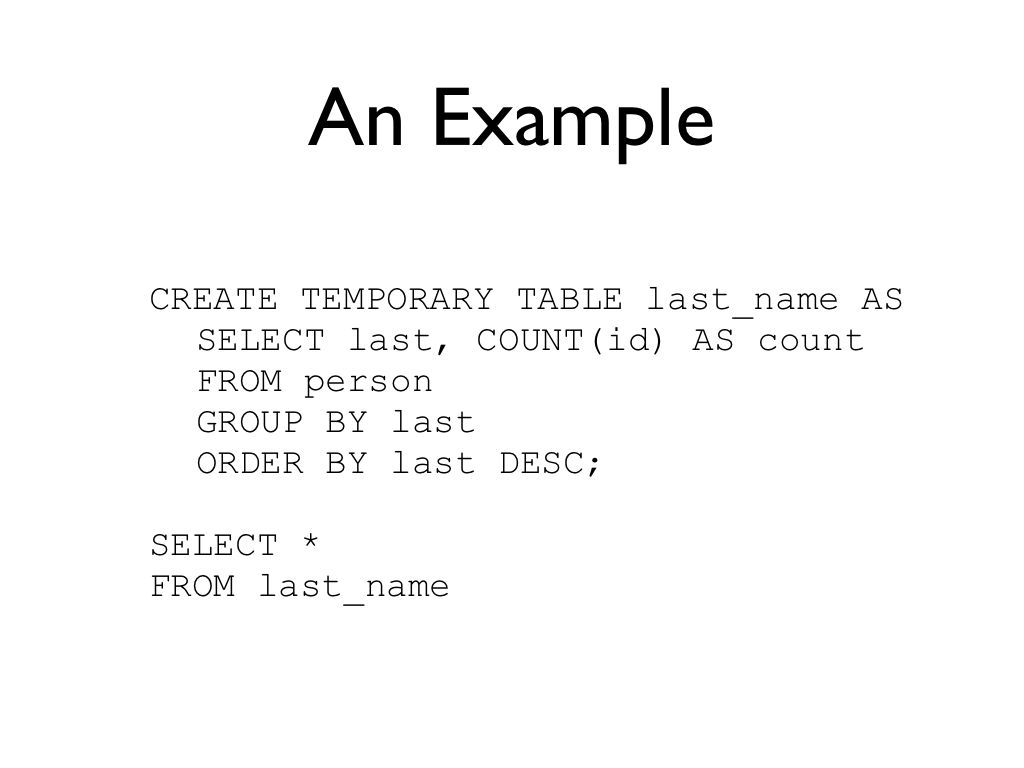 An Example
CREATE TEMPORARY TABLE last_name AS
SELECT last, COUNT(id) AS count
FROM person
GROUP BY last
ORDER BY last DESC;
SELECT *
FROM last_name